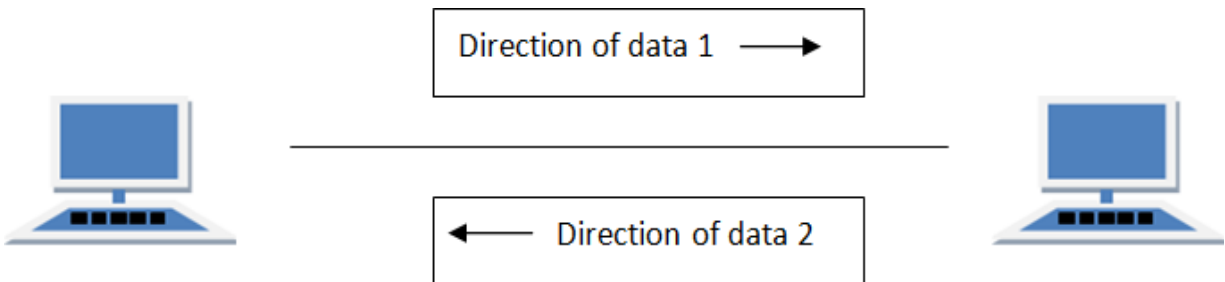 Direction of data 1
Direction of data 2